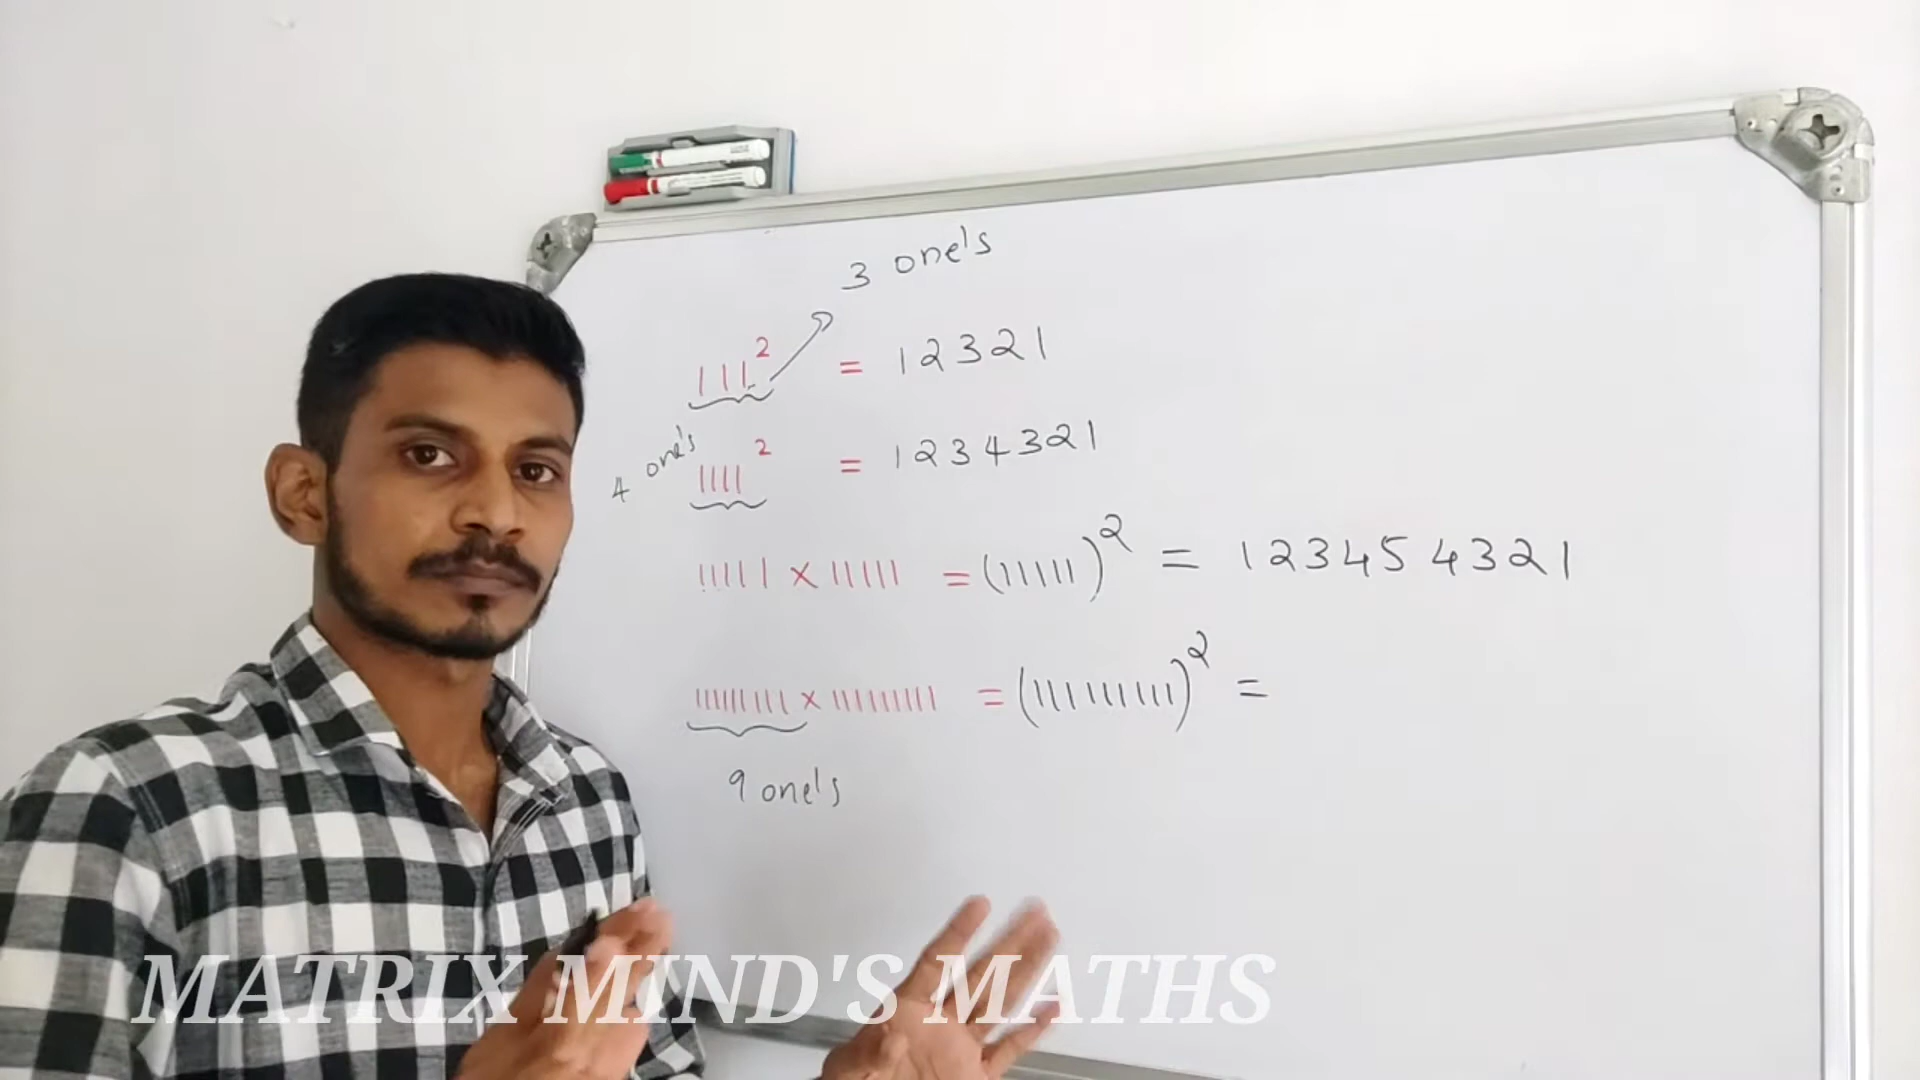 3 one's
111² = 12321
4 one's 1111² = 1234321
11111 × 11111 = (11111)² = 123454321
111111111 × 111111111 = (111111111)² =
9 one's
MATRIX MIND'S MATHS